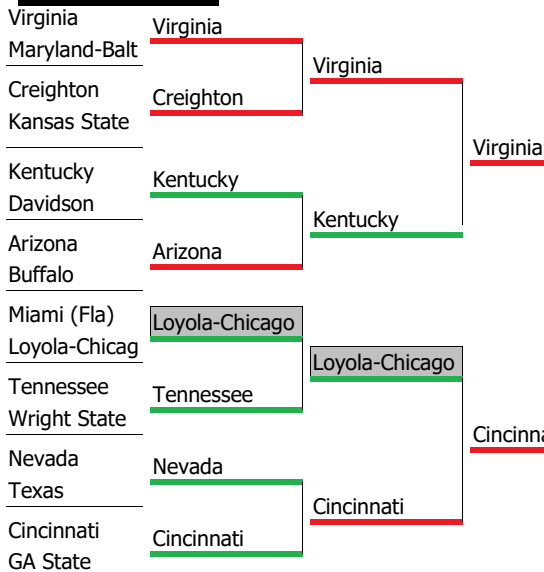 Virginia
Maryland-Balt
Creighton
Kansas State
Kentucky
Davidson
Arizona
Buffalo
Miami (Fla)
Loyola-Chicag
Tennessee
Wright State
Nevada
Texas
Cincinnati
GA State
Virginia
Creighton
Kentucky
Arizona
Loyola-Chicago
Tennessee
Nevada
Cincinnati
Virginia
Kentucky
Loyola-Chicago
Cincinnati
Virginia
Cincinna